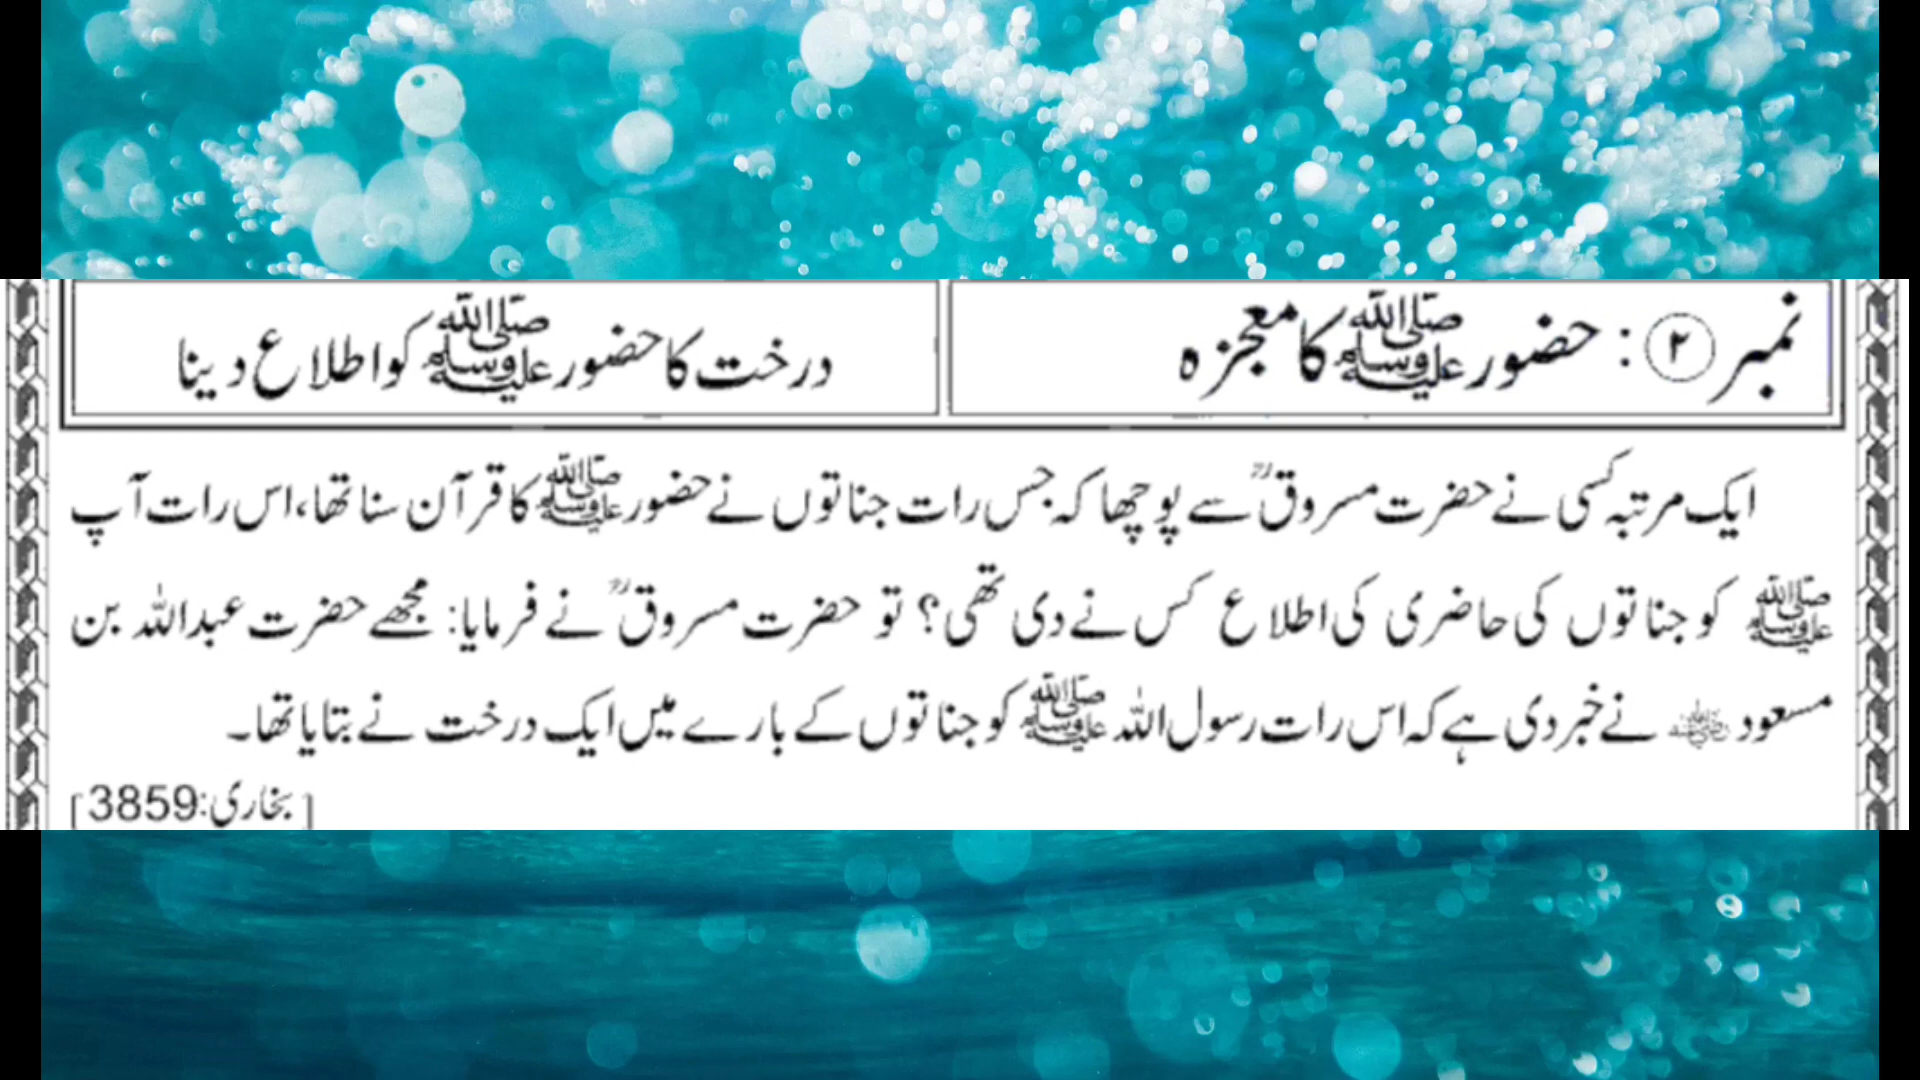 نمبر ۲ : حضور ﷺ کا معجزہ
درخت کا حضور ﷺ کو اطلاع دینا
ایک مرتبہ کسی نے حضرت مسروقؒ سے پوچھا کہ جس رات جناتوں نے حضور ﷺ کا قرآن سنا تھا، اس رات آپ
ﷺ کو جناتوں کی حاضری کی اطلاع کس نے دی تھی؟ تو حضرت مسروقؒ نے فرمایا: مجھے حضرت عبداللہ بن
مسعود رضی اللہ عنہ نے خبر دی ہے کہ اس رات رسول اللہ ﷺ کو جناتوں کے بارے میں ایک درخت نے بتایا تھا۔
[بخاری:3859]